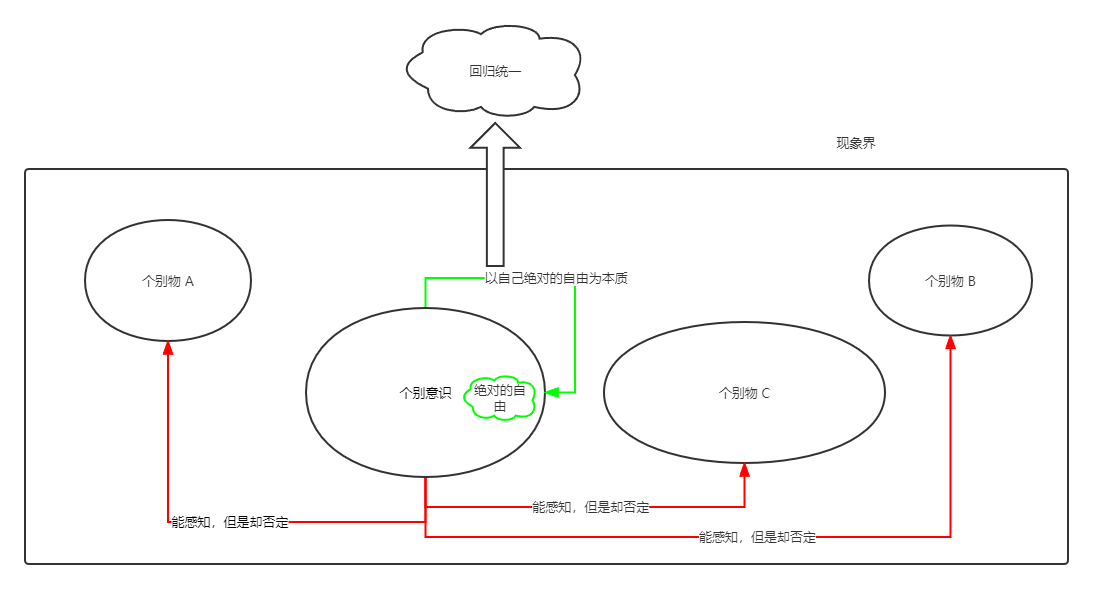 回归统一
现象界
个别物 A
以自己绝对的自由为本质
个别物 B
个别意识
绝对的自
由
个别物 C
能感知，但是却否定
能感知，但是却否定
能感知，但是却否定